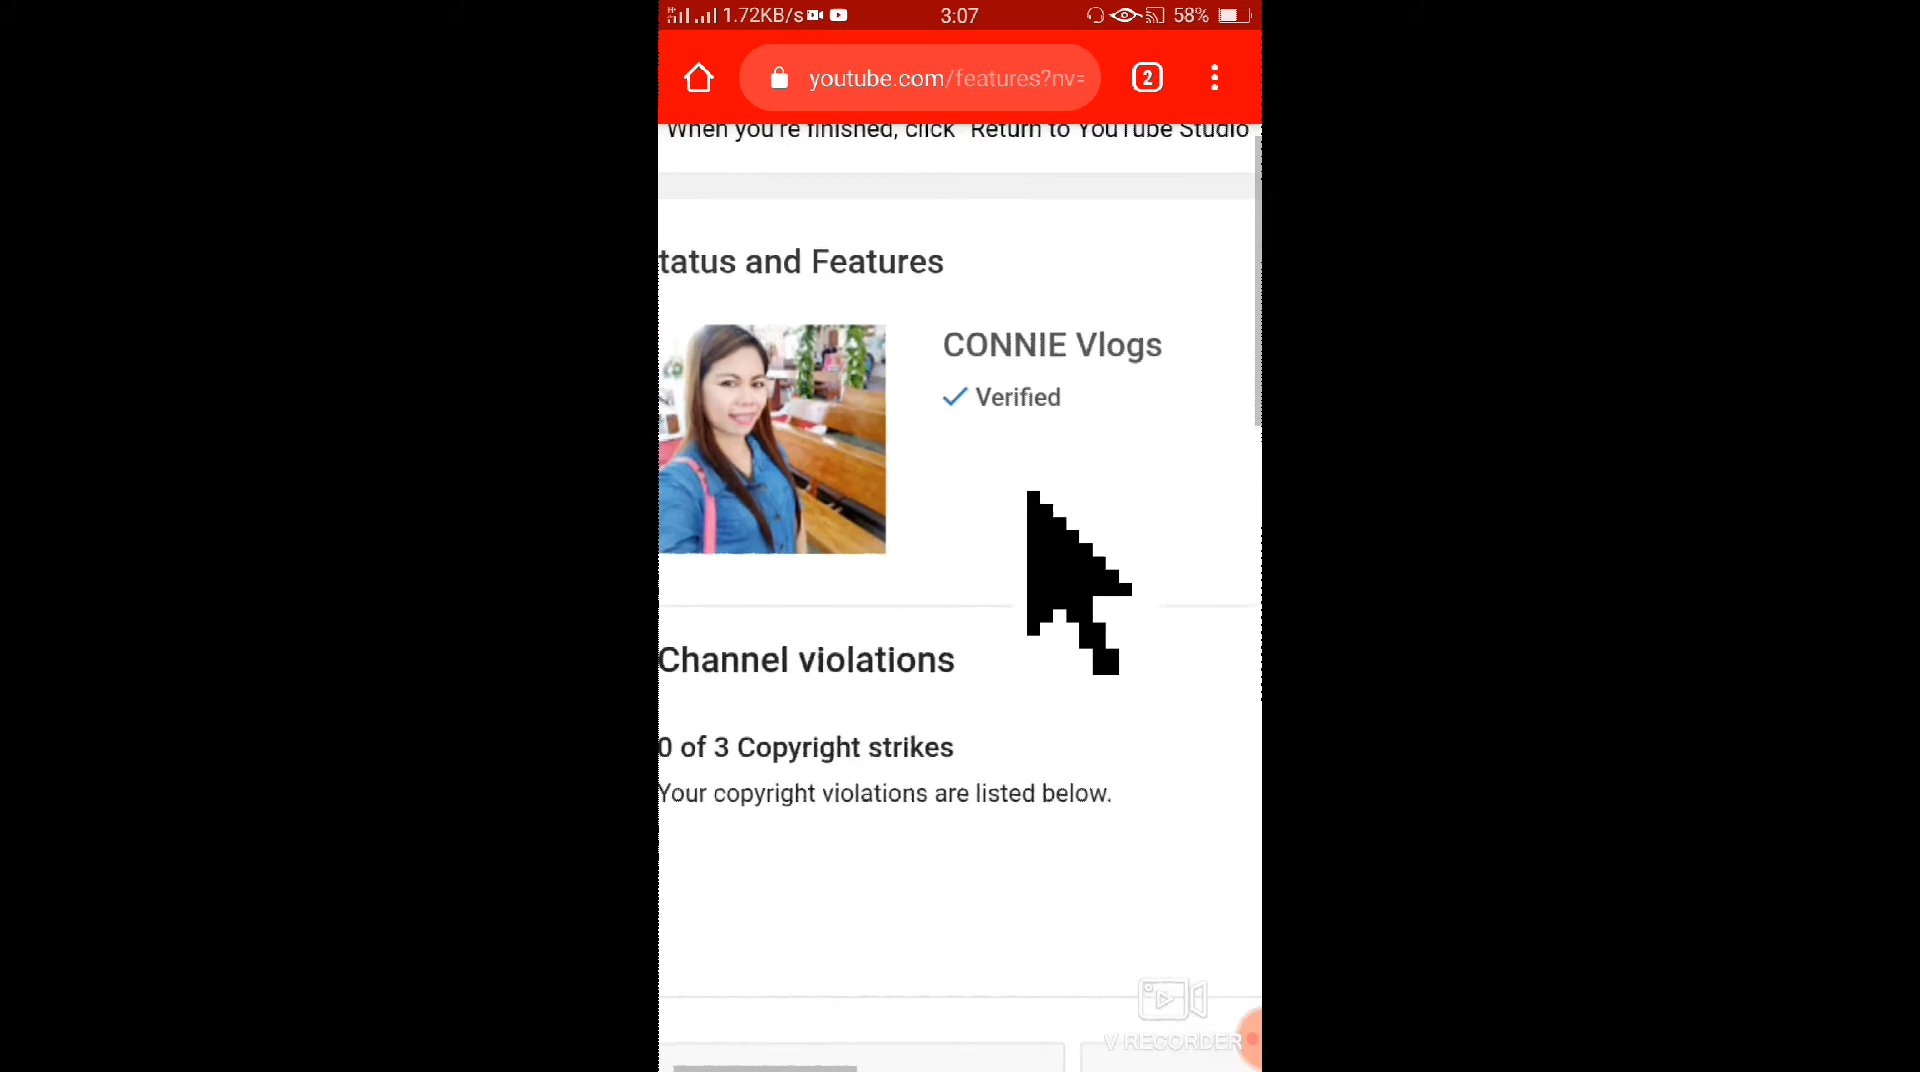 1.72KB/s 3:07 58%
youtube.com/features?nv= 2
When you're finished, click "Return to YouTube Studio
tatus and Features
CONNIE Vlogs
Verified
Channel violations
0 of 3 Copyright strikes
Your copyright violations are listed below.
V RECORDER